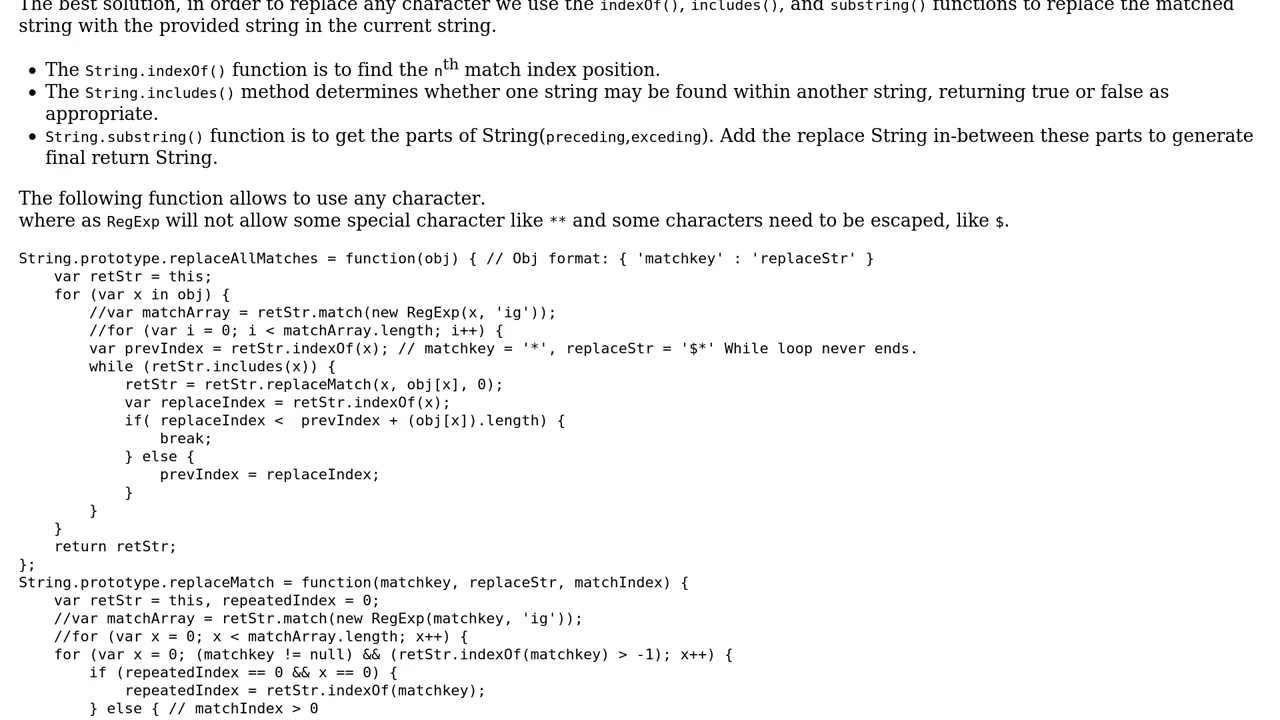 The best solution, in order to replace any character we use the indexOf(), includes(), and substring() functions to replace the matched
string with the provided string in the current string.
• The String.indexOf() function is to find the nth match index position.
• The String.includes() method determines whether one string may be found within another string, returning true or false as
appropriate.
• String.substring() function is to get the parts of String(preceding,exceding). Add the replace String in-between these parts to generate
final return String.
The following function allows to use any character.
where as RegExp will not allow some special character like ** and some characters need to be escaped, like $.
String.prototype.replaceAllMatches = function(obj) { // Obj format: { 'matchkey' : 'replaceStr' }
    var retStr = this;
    for (var x in obj) {
        //var matchArray = retStr.match(new RegExp(x, 'ig'));
        //for (var i = 0; i < matchArray.length; i++) {
        var prevIndex = retStr.indexOf(x); // matchkey = '*', replaceStr = '$*' While loop never ends.
        while (retStr.includes(x)) {
            retStr = retStr.replaceMatch(x, obj[x], 0);
            var replaceIndex = retStr.indexOf(x);
            if( replaceIndex <  prevIndex + (obj[x]).length) {
                break;
            } else {
                prevIndex = replaceIndex;
            }
        }
    }
    return retStr;
};
String.prototype.replaceMatch = function(matchkey, replaceStr, matchIndex) {
    var retStr = this, repeatedIndex = 0;
    //var matchArray = retStr.match(new RegExp(matchkey, 'ig'));
    //for (var x = 0; x < matchArray.length; x++) {
    for (var x = 0; (matchkey != null) && (retStr.indexOf(matchkey) > -1); x++) {
        if (repeatedIndex == 0 && x == 0) {
            repeatedIndex = retStr.indexOf(matchkey);
        } else { // matchIndex > 0